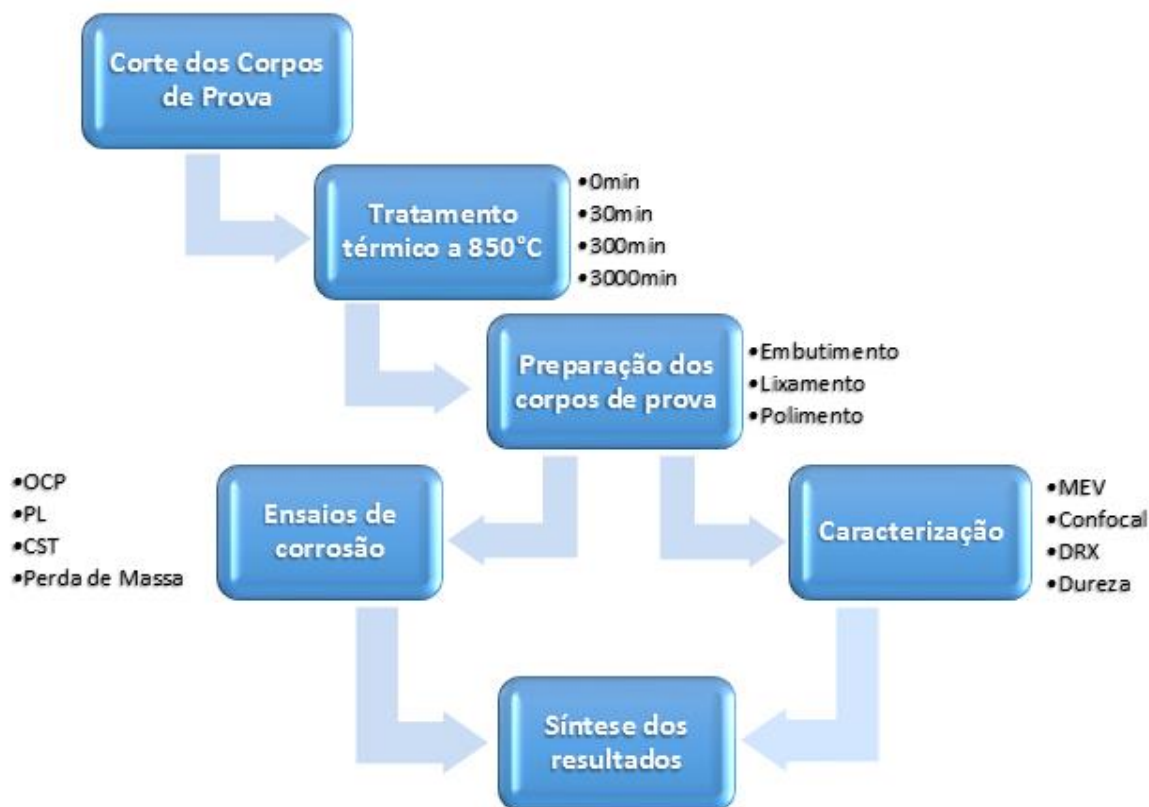 Corte dos Corpos
de Prova
Tratamento
térmico a 850°C
•0min
•30min
•300min
•3000min
Preparação dos
corpos de prova
•Embutimento
•Lixamento
•Polimento
•OCP
•PL
•CST
•Perda de Massa
Ensaios de
corrosão
Caracterização
•MEV
•Confocal
•DRX
•Dureza
Síntese dos
resultados